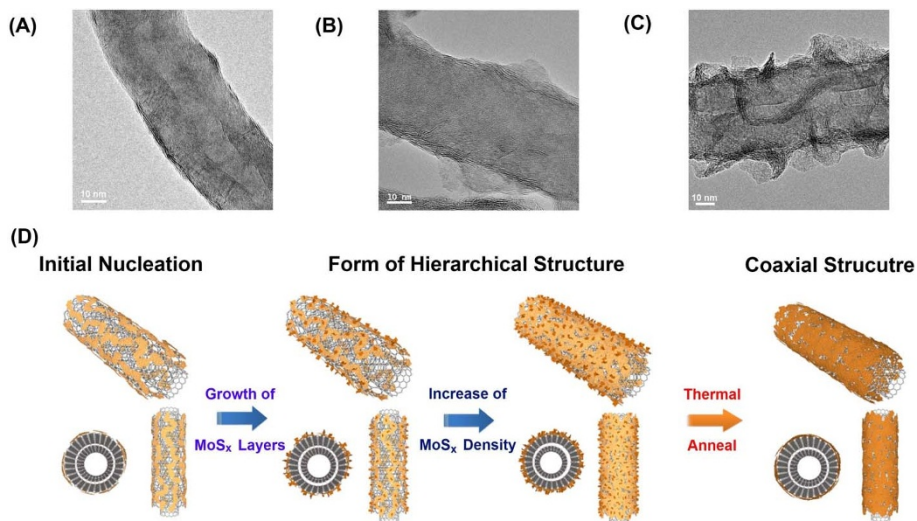 (A)
(B)
(C)
10 nm
10 nm
10 nm
(D)
Initial Nucleation
Form of Hierarchical Structure
Coaxial Strucutre
Growth of
MoSₓ Layers
Increase of
MoSₓ Density
Thermal
Anneal